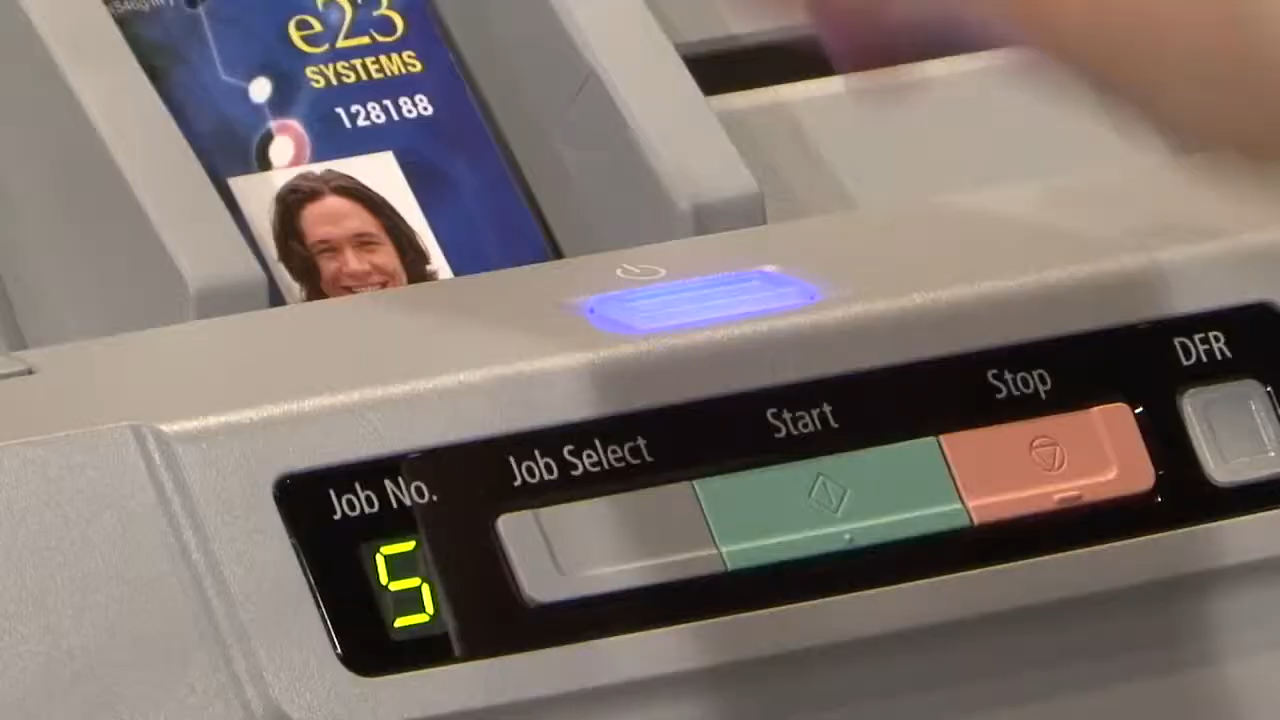 e23
SYSTEMS
128188
DFR
Stop
Start
Job Select
Job No.
5